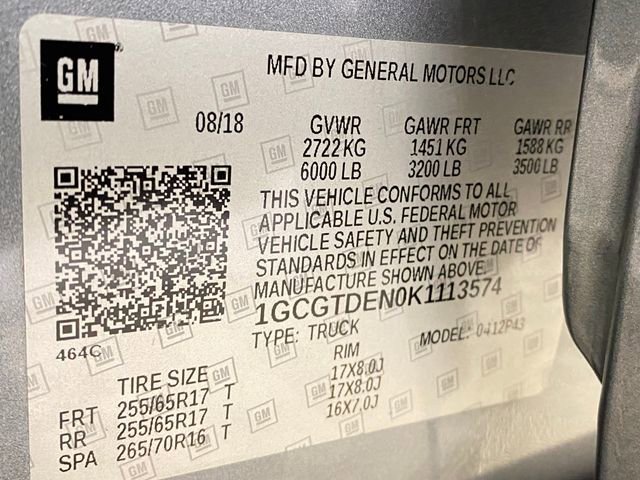 GM
MFD BY GENERAL MOTORS LLC
08/18 GVWR GAWR FRT GAWR RR
2722 KG 1451 KG 1588 KG
6000 LB 3200 LB 3500 LB
THIS VEHICLE CONFORMS TO ALL
APPLICABLE U.S. FEDERAL MOTOR
VEHICLE SAFETY AND THEFT PREVENTION
STANDARDS IN EFFECT ON THE DATE OF
MANUFACTURE SHOWN ABOVE.
1GCGTDEN0K1113574
464C
TYPE: TRUCK MODEL: 0412P43
TIRE SIZE RIM
FRT 255/65R17 T 17X8.0J
RR 255/65R17 T 17X8.0J
SPA 265/70R16 T 16X7.0J